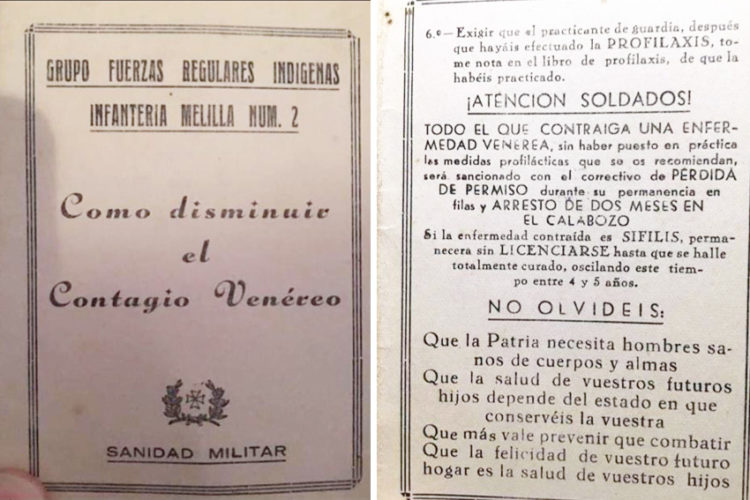 GRUPO FUERZAS REGULARES INDIGENAS
INFANTERIA MELILLA NUM. 2
Como disminuir
el
Contagio Venéreo
SANIDAD MILITAR
6.º— Exigir que el practicante de guardia, después
que hayáis efectuado la PROFILAXIS, to-
me nota en el libro de profilaxis, de que la
habéis practicado.
¡ATENCION SOLDADOS!
TODO EL QUE CONTRAIGA UNA ENFER-
MEDAD VENEREA, sin haber puesto en práctica
las medidas profilácticas que se os recomiendan,
será sancionado con el correctivo de PÉRDIDA
DE PERMISO durante su permanencia en
filas y ARRESTO DE DOS MESES EN
EL CALABOZO
Si la enfermedad contraída es SIFILIS, perma-
necera sin LICENCIARSE hasta que se halle
totalmente curado, oscilando este tiem-
po entre 4 y 5 años.
NO OLVIDEIS:
Que la Patria necesita hombres sa-
nos de cuerpos y almas
Que la salud de vuestros futuros
hijos depende del estado en que
conservéis la vuestra
Que más vale prevenir que combatir
Que la felicidad de vuestro futuro
hogar es la salud de vuestros hijos